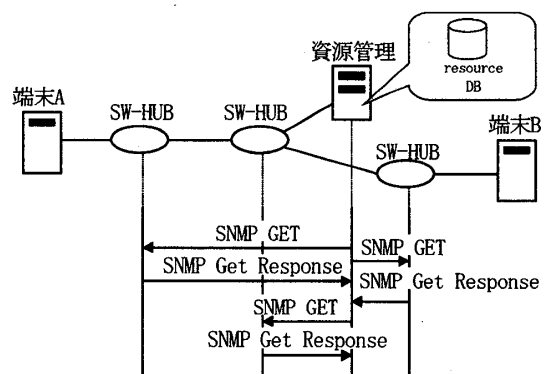 資源管理
resource
DB
端末A
SW-HUB
SW-HUB
端末B
SW-HUB
SNMP GET
SNMP GET
SNMP Get Response
SNMP Get Response
SNMP GET
SNMP Get Response